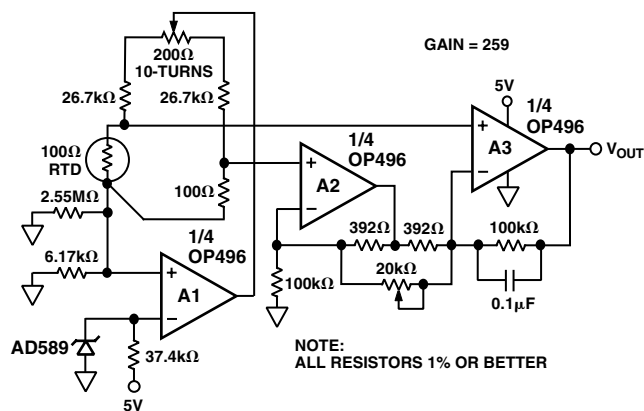 200Ω
10-TURNS
GAIN = 259
26.7kΩ
26.7kΩ
5V
1/4
OP496
100Ω
RTD
1/4
OP496
A3
VOUT
A2
100Ω
2.55MΩ
392Ω
392Ω
100kΩ
1/4
OP496
6.17kΩ
20kΩ
100kΩ
0.1μF
A1
AD589
37.4kΩ
5V
NOTE:
ALL RESISTORS 1% OR BETTER